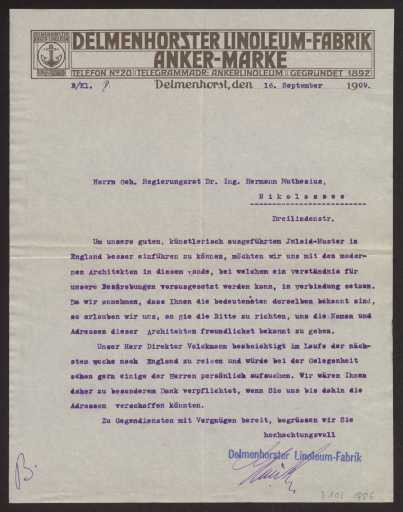 DELMENHORSTER LINOLEUM-FABRIK
ANKER-MARKE
TELEFON No 20 TELEGRAMMADR: ANKERLINOLEUM GEGRÜNDET 1892
B/Kl. Delmenhorst, den 16. September 1909.
Herrn Geh. Regierungsrat Dr. Ing. Hermann Muthesius,
Nikolassee
Dreilindenstr.
Um unsere guten, künstlerisch ausgeführten Inlaid-Muster in
England besser einführen zu können, möchten wir uns mit den moder-
nen Architekten in diesem Lande, bei welchem ein verständnis für
unsere Bestrebungen vorausgesetzt werden kann, in verbindung setzen.
Da wir annehmen, dass Ihnen die bedeutensten derselben bekannt sind,
so erlauben wir uns, an Sie die Bitte zu richten, uns die Namen und
Adressen dieser Architekten freundlichst bekannt zu geben.
Unser Herr Direktor Volckmann beabsichtigt im Laufe der näch-
sten woche nach England zu reisen und würde bei der Gelegenheit
schon gern einige der Herren persönlich aufsuchen. Wir wären Ihnen
daher zu besonderem Dank verpflichtet, wenn Sie uns bis dahin die
Adressen verschaffen könnten.
Zu Gegendiensten mit Vergnügen bereit, begrüssen wir Sie
hochachtungsvoll
Delmenhorster Linoleum-Fabrik
B.